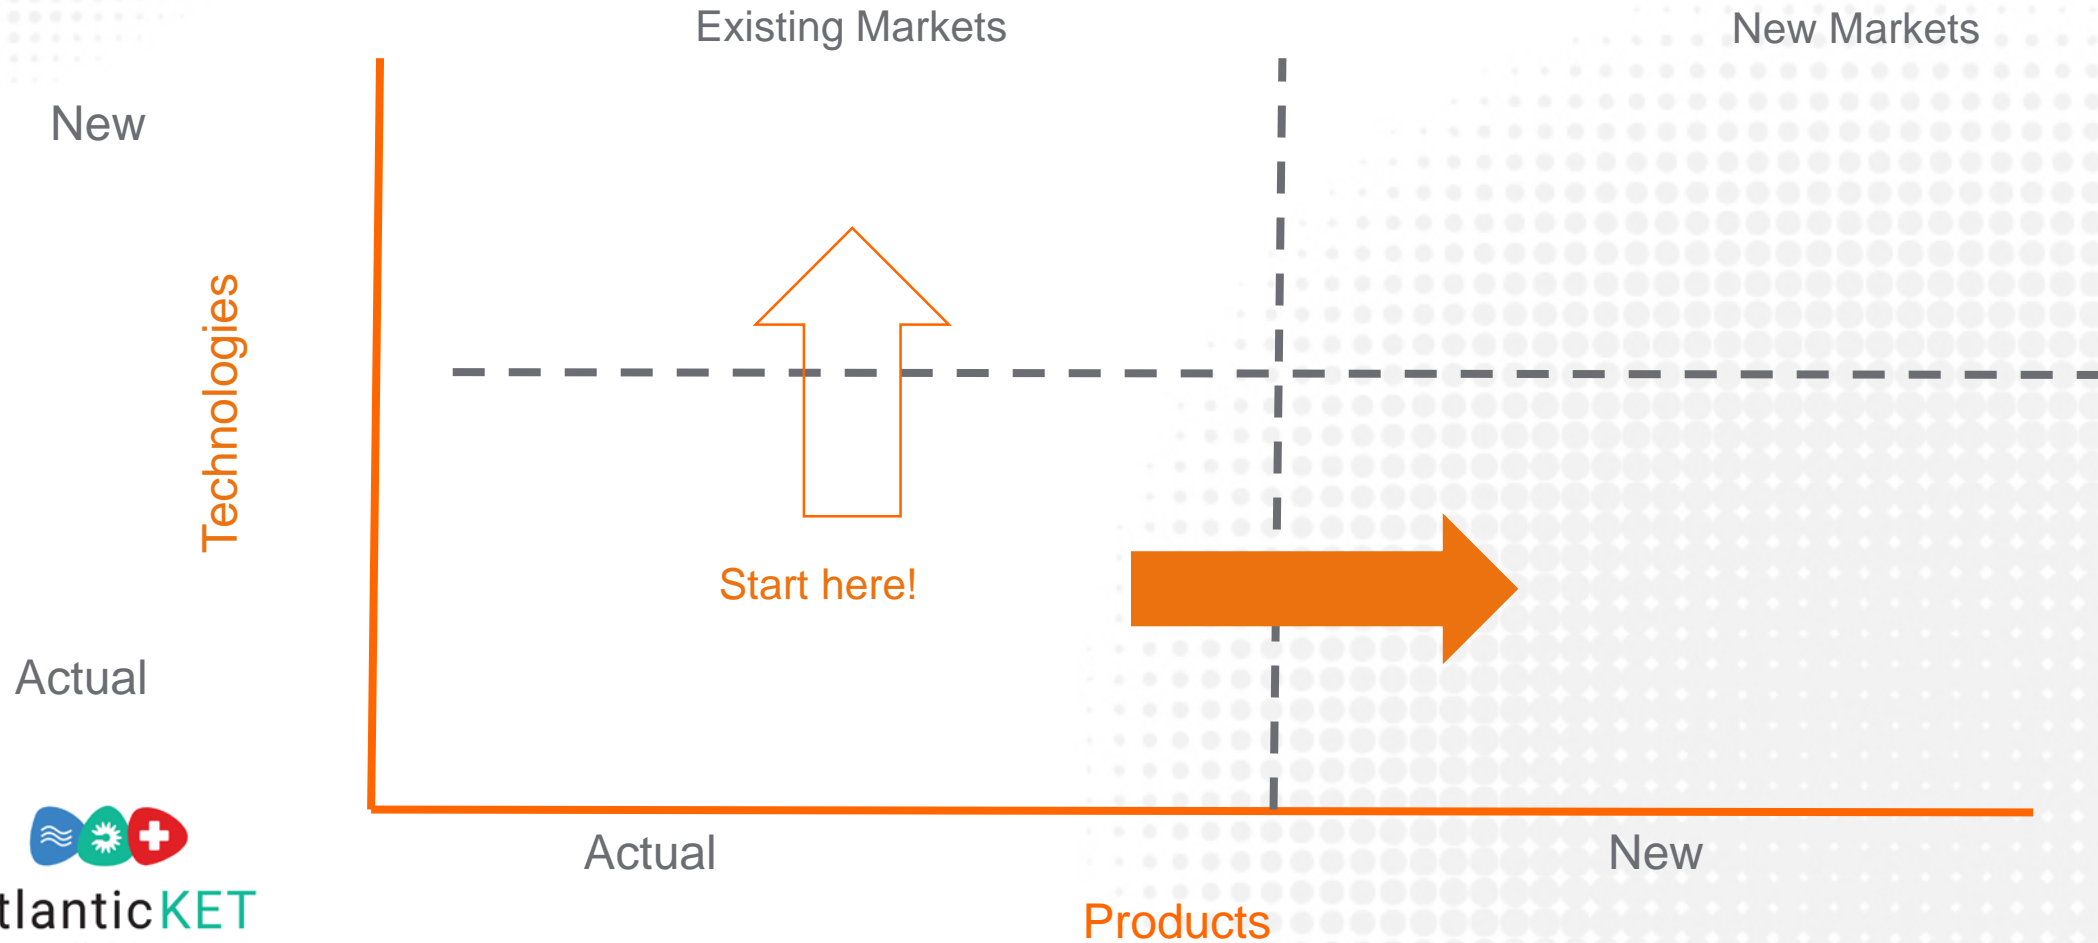 Existing Markets
New Markets
New
Technologies
Start here!
Actual
Actual
New
Products
tlanticKET